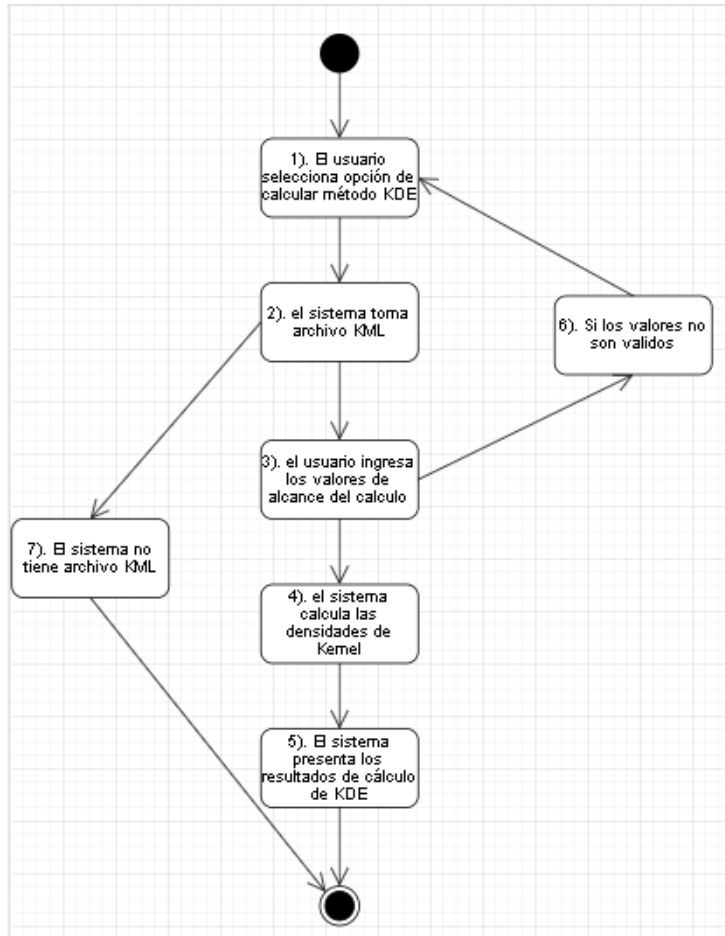 1). El usuario
selecciona opción de
calcular método KDE
2). el sistema toma
archivo KML
6). Si los valores no
son validos
3). el usuario ingresa
los valores de
alcance del calculo
7). El sistema no
tiene archivo KML
4). el sistema
calcula las
densidades de
Kernel
5). El sistema
presenta los
resultados de cálculo
de KDE